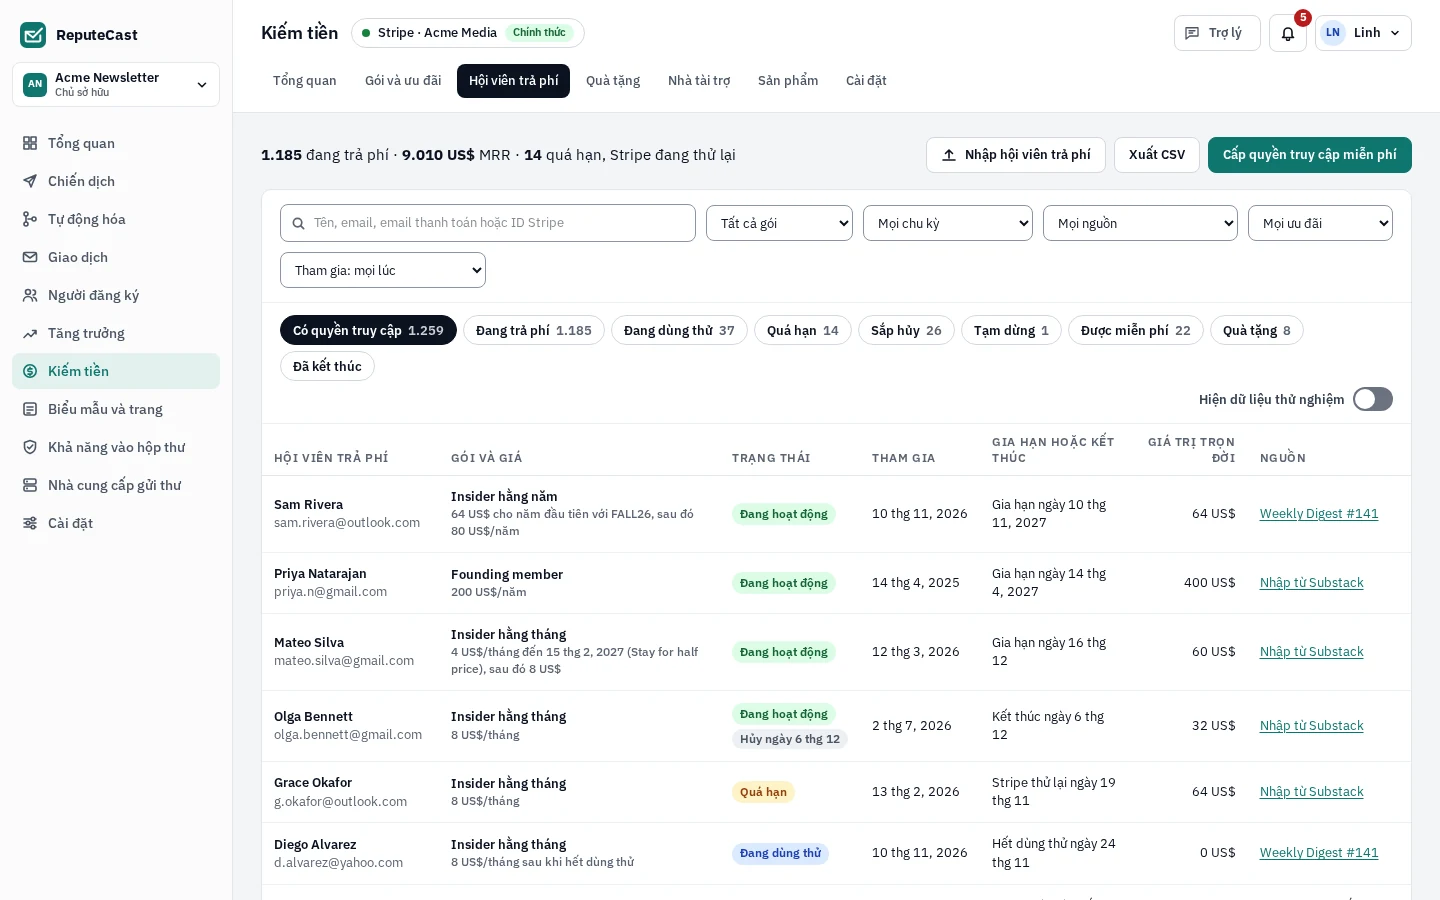 ReputeCast
AN
Acme Newsletter
Chủ sở hữu
Tổng quan
Chiến dịch
Tự động hóa
Giao dịch
Người đăng ký
Tăng trưởng
Kiếm tiền
Biểu mẫu và trang
Khả năng vào hộp thư
Nhà cung cấp gửi thư
Cài đặt
Kiếm tiền
Stripe · Acme Media Chính thức
Trợ lý
5
LN Linh
Tổng quan Gói và ưu đãi Hội viên trả phí Quà tặng Nhà tài trợ Sản phẩm Cài đặt
1.185 đang trả phí · 9.010 US$ MRR · 14 quá hạn, Stripe đang thử lại
Nhập hội viên trả phí
Xuất CSV
Cấp quyền truy cập miễn phí
Tên, email, email thanh toán hoặc ID Stripe
Tất cả gói
Mọi chu kỳ
Mọi nguồn
Mọi ưu đãi
Tham gia: mọi lúc
Có quyền truy cập 1.259
Đang trả phí 1.185
Đang dùng thử 37
Quá hạn 14
Sắp hủy 26
Tạm dừng 1
Được miễn phí 22
Quà tặng 8
Đã kết thúc
Hiện dữ liệu thử nghiệm
HỘI VIÊN TRẢ PHÍ
GÓI VÀ GIÁ
TRẠNG THÁI
THAM GIA
GIA HẠN HOẶC KẾT
THÚC
GIÁ TRỊ TRỌN
ĐỜI
NGUỒN
Sam Rivera
sam.rivera@outlook.com
Insider hằng năm
64 US$ cho năm đầu tiên với FALL26, sau đó
80 US$/năm
Đang hoạt động
10 thg 11, 2026
Gia hạn ngày 10 thg
11, 2027
64 US$
Weekly Digest #141
Priya Natarajan
priya.n@gmail.com
Founding member
200 US$/năm
Đang hoạt động
14 thg 4, 2025
Gia hạn ngày 14 thg
4, 2027
400 US$
Nhập từ Substack
Mateo Silva
mateo.silva@gmail.com
Insider hằng tháng
4 US$/tháng đến 15 thg 2, 2027 (Stay for half
price), sau đó 8 US$
Đang hoạt động
12 thg 3, 2026
Gia hạn ngày 16 thg
12
60 US$
Nhập từ Substack
Olga Bennett
olga.bennett@gmail.com
Insider hằng tháng
8 US$/tháng
Đang hoạt động
Hủy ngày 6 thg 12
2 thg 7, 2026
Kết thúc ngày 6 thg
12
32 US$
Nhập từ Substack
Grace Okafor
g.okafor@outlook.com
Insider hằng tháng
8 US$/tháng
Quá hạn
13 thg 2, 2026
Stripe thử lại ngày 19
thg 11
64 US$
Nhập từ Substack
Diego Alvarez
d.alvarez@yahoo.com
Insider hằng tháng
8 US$/tháng sau khi hết dùng thử
Đang dùng thử
10 thg 11, 2026
Hết dùng thử ngày 24
thg 11
0 US$
Weekly Digest #141